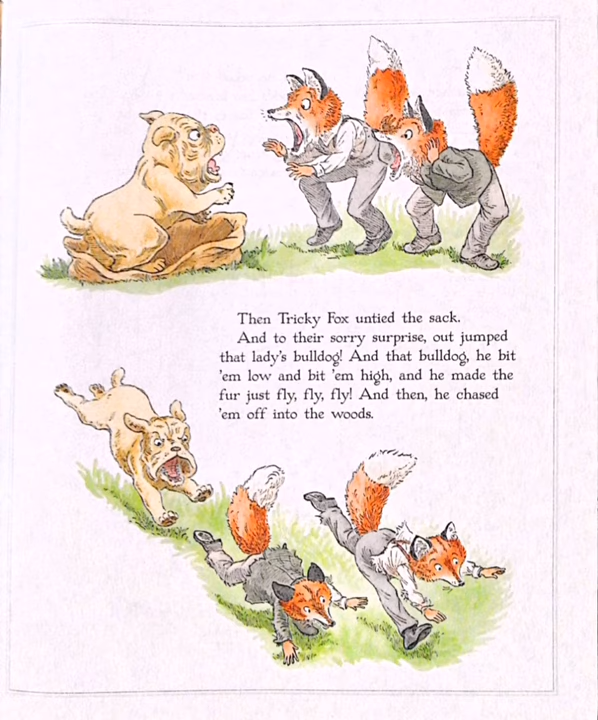 Then Tricky Fox untied the sack.
And to their sorry surprise, out jumped
that lady's bulldog! And that bulldog, he bit
'em low and bit 'em high, and he made the
fur just fly, fly, fly! And then, he chased
'em off into the woods.